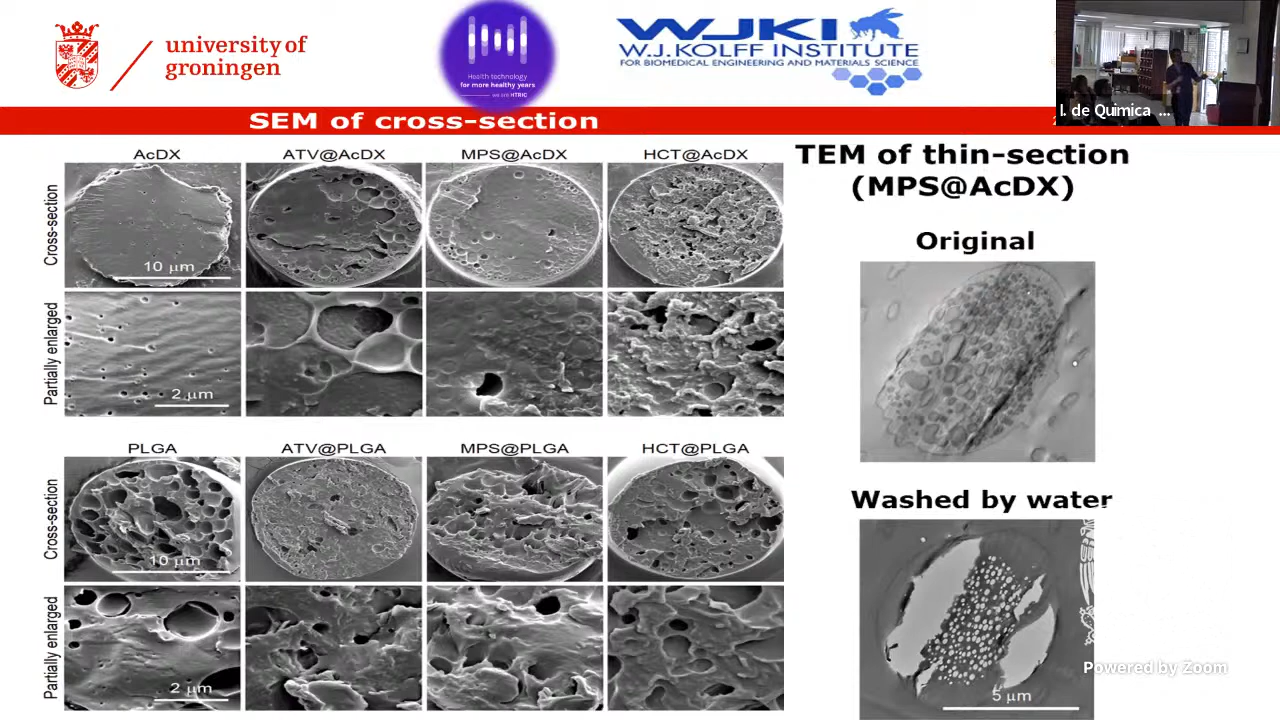 university of
groningen
Health technology
for more healthy years
WJKI
W.J.KOLFF INSTITUTE
FOR BIOMEDICAL ENGINEERING AND MATERIALS SCIENCE
I. de Química ...
SEM of cross-section
AcDX ATV@AcDX MPS@AcDX HCT@AcDX
Cross-section
10 μm
Partially enlarged
2 μm
PLGA ATV@PLGA MPS@PLGA HCT@PLGA
Cross-section
10 μm
Partially enlarged
2 μm
TEM of thin-section
(MPS@AcDX)
Original
Washed by water
5 μm
Powered by Zoom